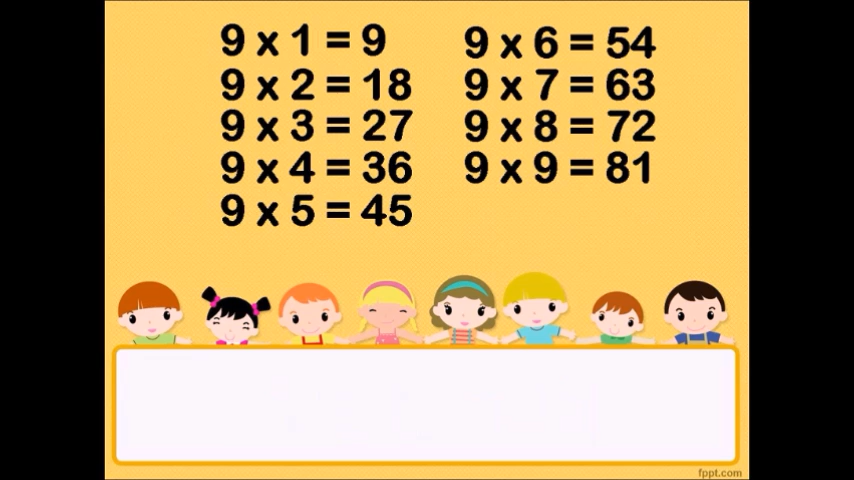 9 x 1 = 9
9 x 2 = 18
9 x 3 = 27
9 x 4 = 36
9 x 5 = 45
9 x 6 = 54
9 x 7 = 63
9 x 8 = 72
9 x 9 = 81
fppt.com